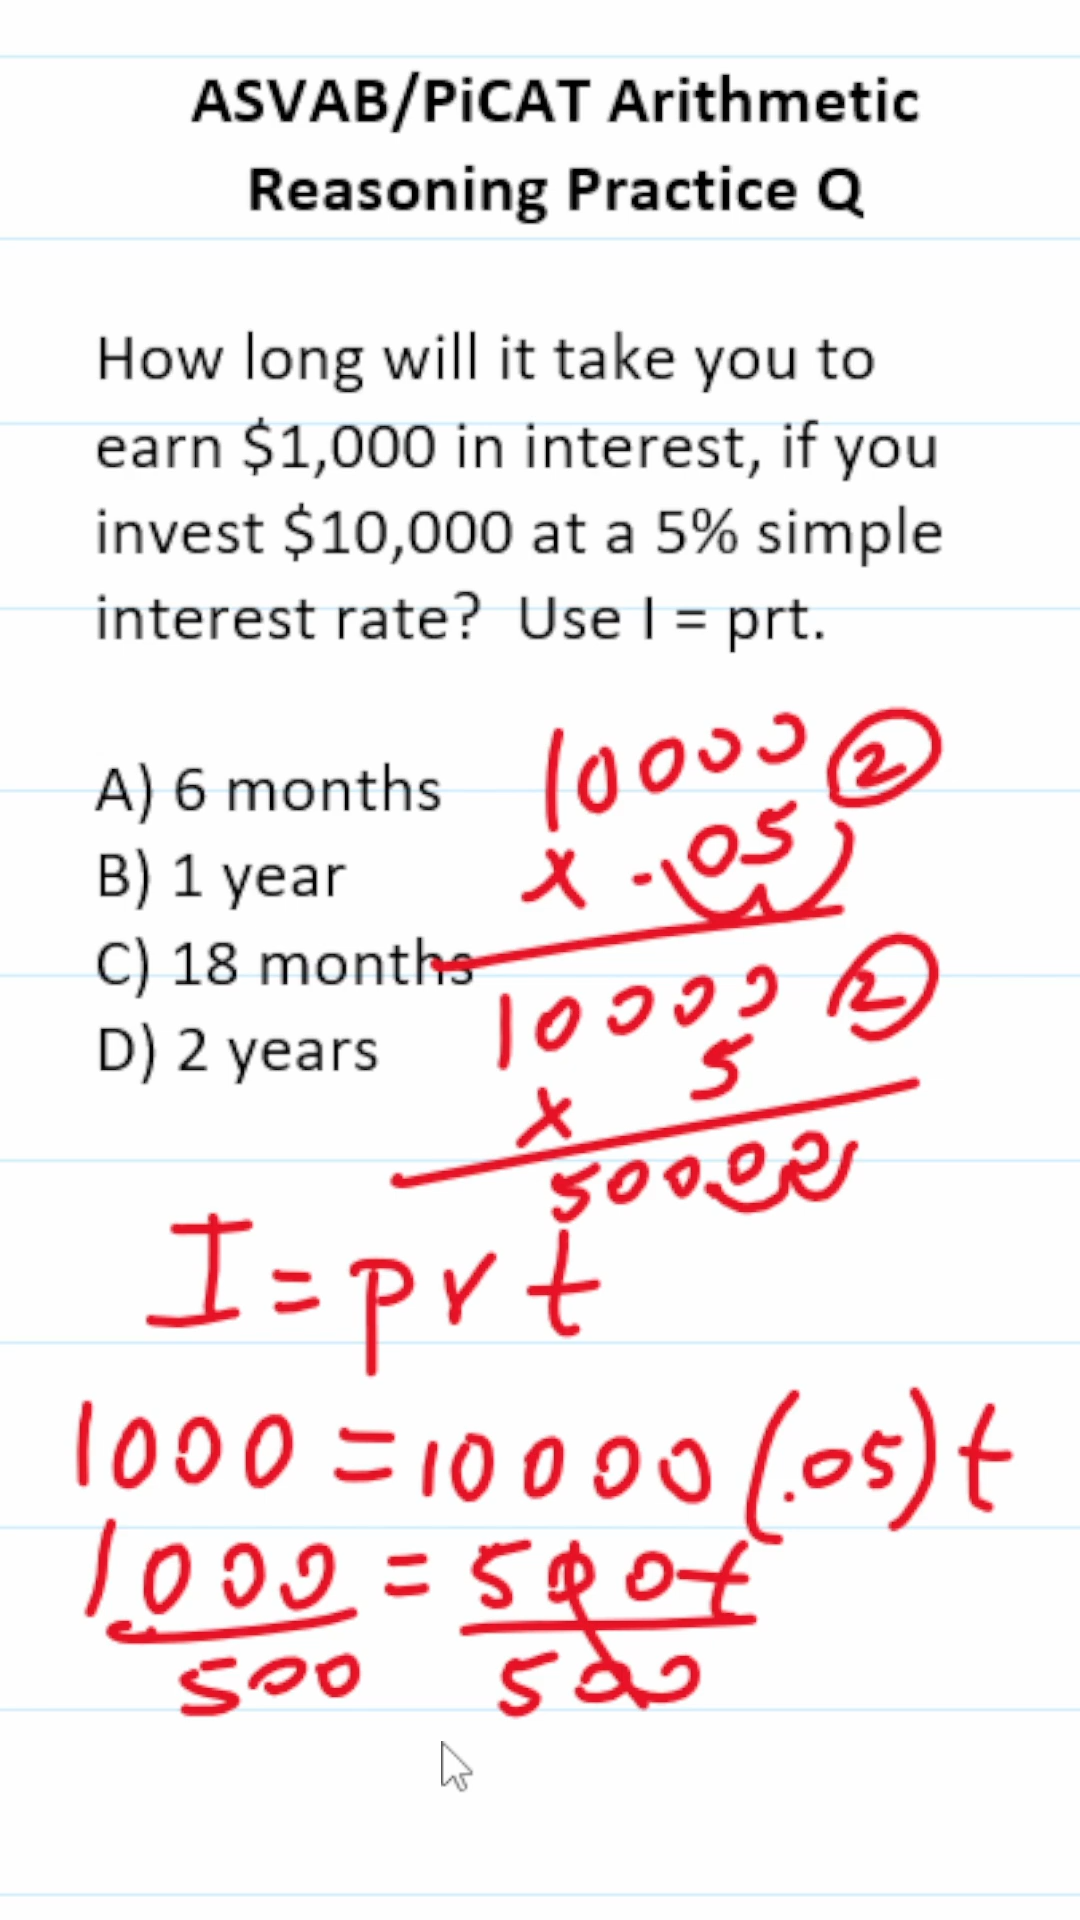 ASVAB/PiCAT Arithmetic
Reasoning Practice Q
How long will it take you to
earn $1,000 in interest, if you
invest $10,000 at a 5% simple
interest rate?  Use I = prt.
A) 6 months
B) 1 year
C) 18 months
D) 2 years
10000 2
x .05
10000 2
x 5
50000
I = prt
1000 = 10000 (.05) t
1000 = 500t
500 500